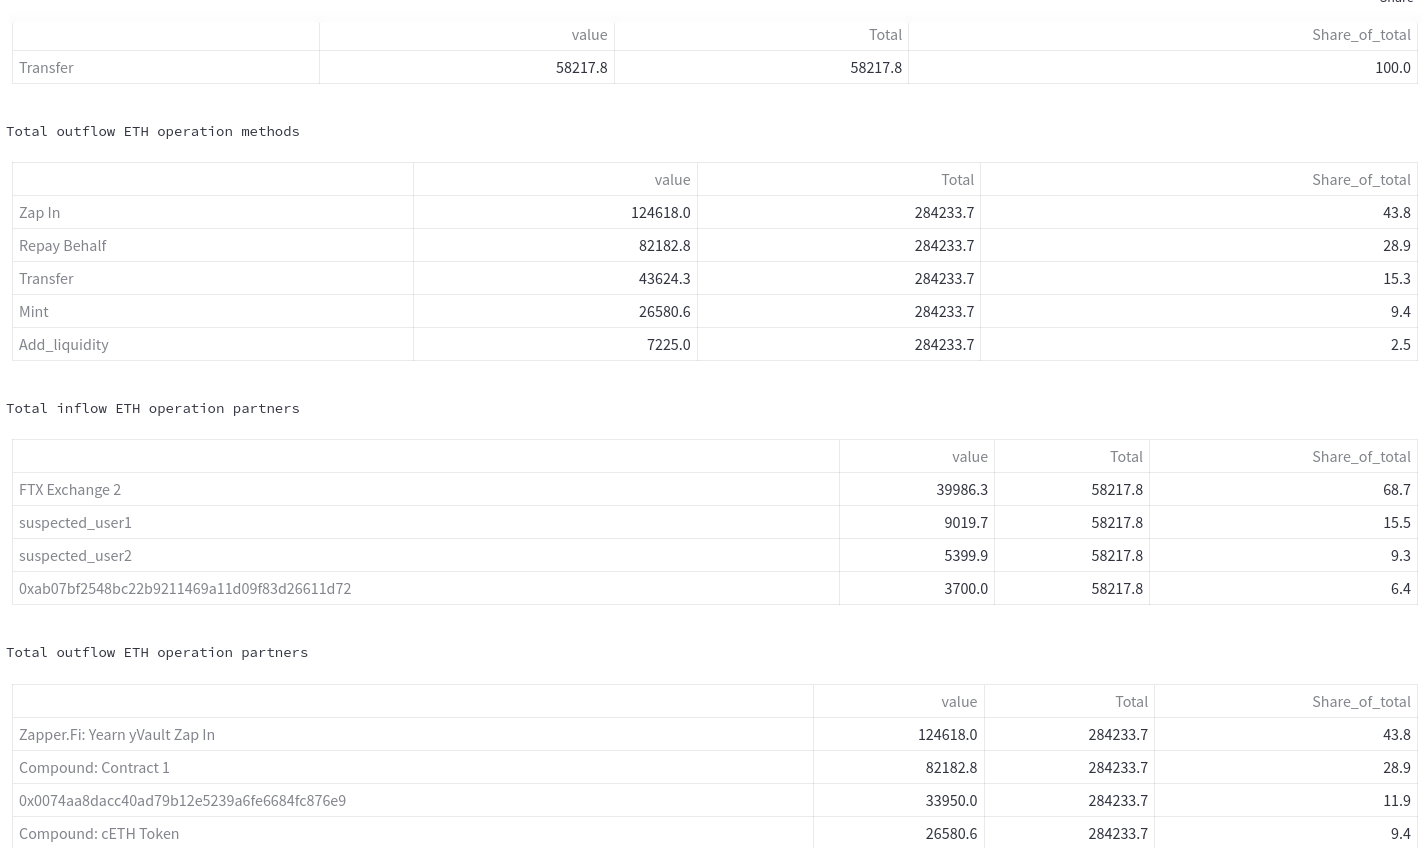 Share
value Total Share_of_total
Transfer 58217.8 58217.8 100.0
Total outflow ETH operation methods
value Total Share_of_total
Zap In 124618.0 284233.7 43.8
Repay Behalf 82182.8 284233.7 28.9
Transfer 43624.3 284233.7 15.3
Mint 26580.6 284233.7 9.4
Add_liquidity 7225.0 284233.7 2.5
Total inflow ETH operation partners
value Total Share_of_total
FTX Exchange 2 39986.3 58217.8 68.7
suspected_user1 9019.7 58217.8 15.5
suspected_user2 5399.9 58217.8 9.3
0xab07bf2548bc22b9211469a11d09f83d26611d72 3700.0 58217.8 6.4
Total outflow ETH operation partners
value Total Share_of_total
Zapper.Fi: Yearn yVault Zap In 124618.0 284233.7 43.8
Compound: Contract 1 82182.8 284233.7 28.9
0x0074aa8dacc40ad79b12e5239a6fe6684fc876e9 33950.0 284233.7 11.9
Compound: cETH Token 26580.6 284233.7 9.4